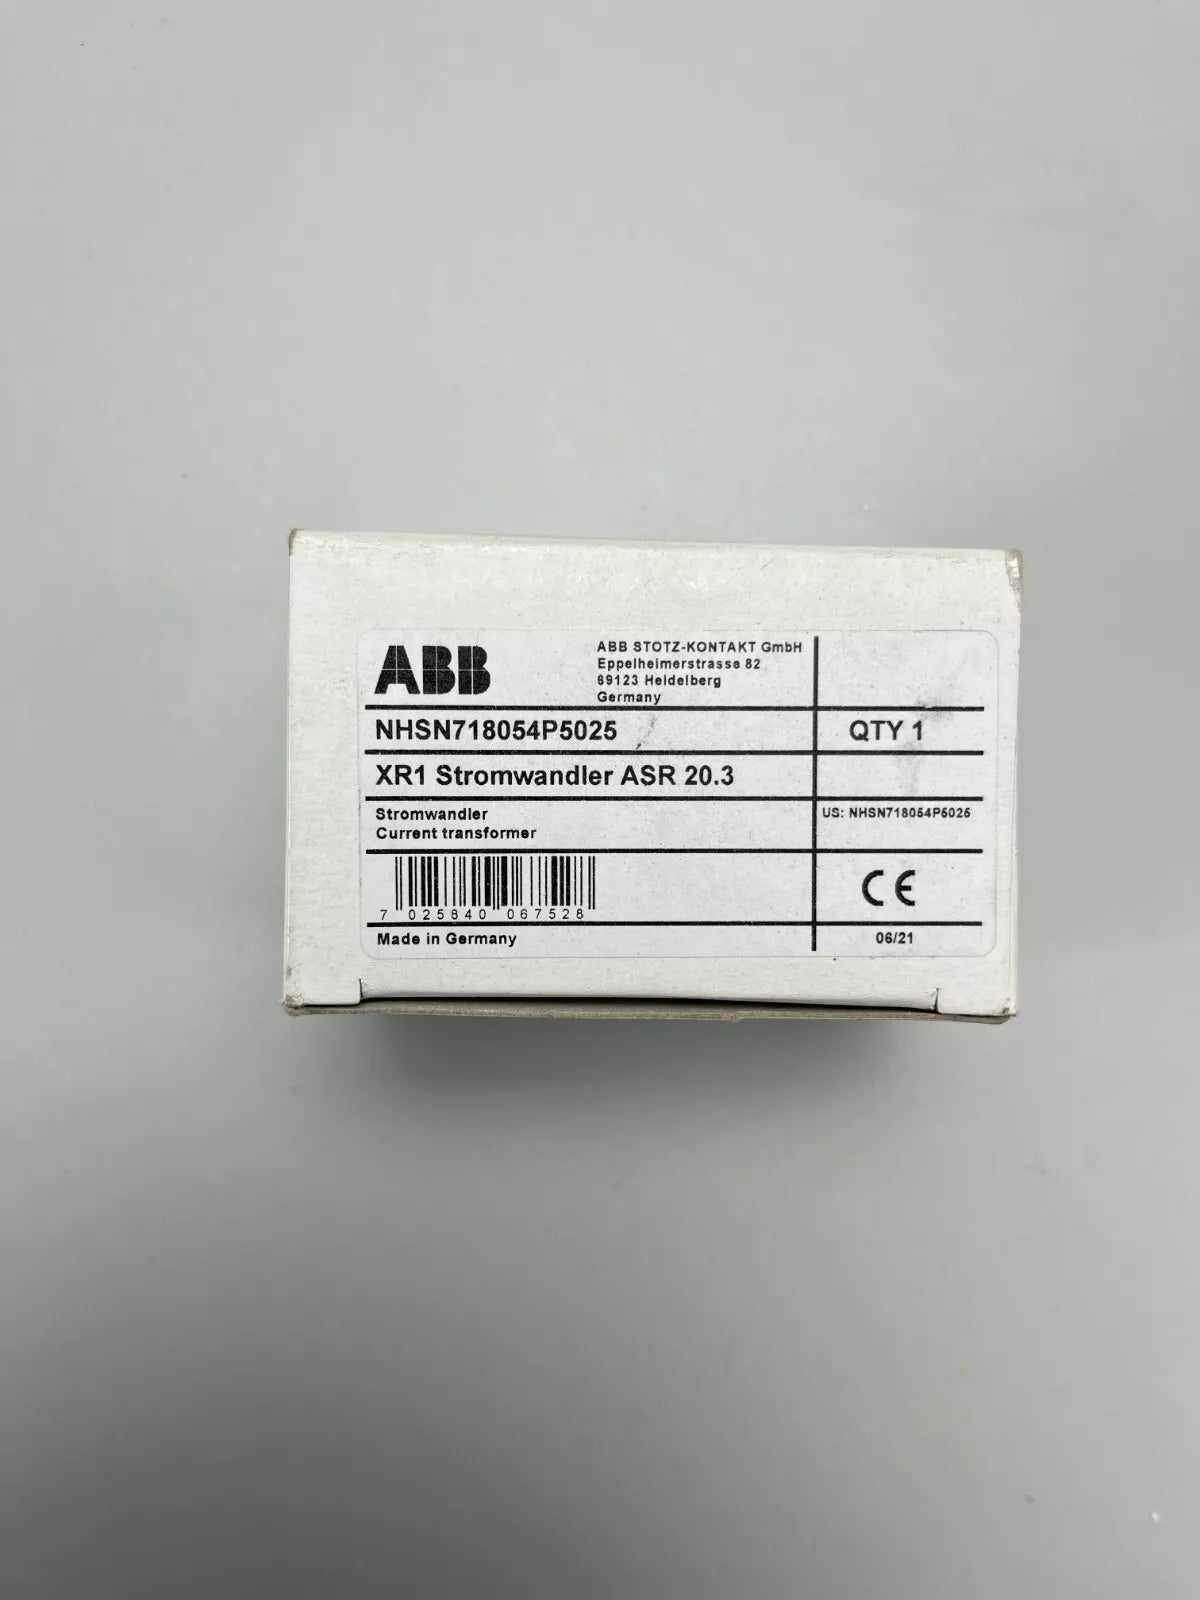 ABB
ABB STOTZ-KONTAKT GmbH
Eppelheimerstrasse 82
69123 Heidelberg
Germany
NHSN718054P5025
QTY 1
XR1 Stromwandler ASR 20.3
Stromwandler
Current transformer
US: NHSN718054P5025
7 025840 067528
CE
Made in Germany
06/21